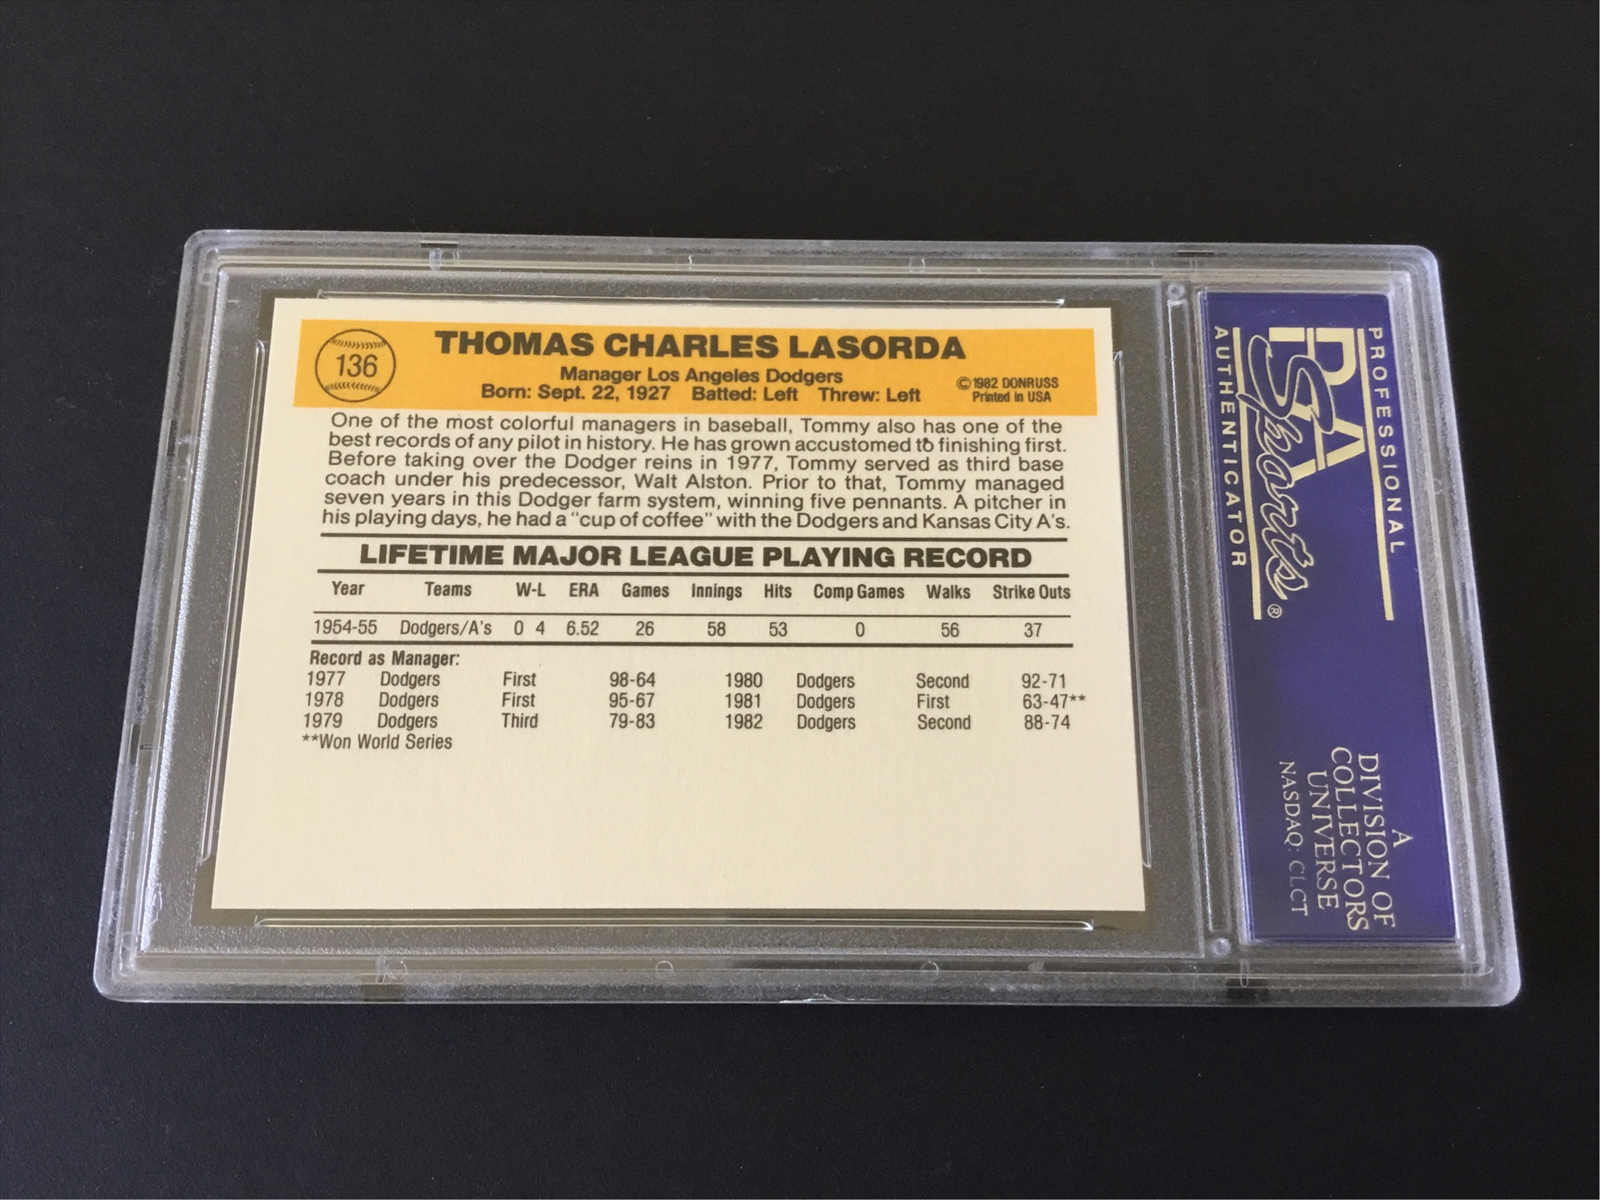 136
THOMAS CHARLES LASORDA
Manager Los Angeles Dodgers
Born: Sept. 22, 1927 Batted: Left Threw: Left
©1982 DONRUSS
Printed in USA
One of the most colorful managers in baseball, Tommy also has one of the
best records of any pilot in history. He has grown accustomed to finishing first.
Before taking over the Dodger reins in 1977, Tommy served as third base
coach under his predecessor, Walt Alston. Prior to that, Tommy managed
seven years in this Dodger farm system, winning five pennants. A pitcher in
his playing days, he had a "cup of coffee" with the Dodgers and Kansas City A's.
LIFETIME MAJOR LEAGUE PLAYING RECORD
Year Teams W-L ERA Games Innings Hits Comp Games Walks Strike Outs
1954-55 Dodgers/A's 0 4 6.52 26 58 53 0 56 37
Record as Manager:
1977 Dodgers First 98-64 1980 Dodgers Second 92-71
1978 Dodgers First 95-67 1981 Dodgers First 63-47**
1979 Dodgers Third 79-83 1982 Dodgers Second 88-74
**Won World Series
PROFESSIONAL
PSA
Sports®
AUTHENTICATOR
A
DIVISION OF
COLLECTORS
UNIVERSE
NASDAQ: CLCT